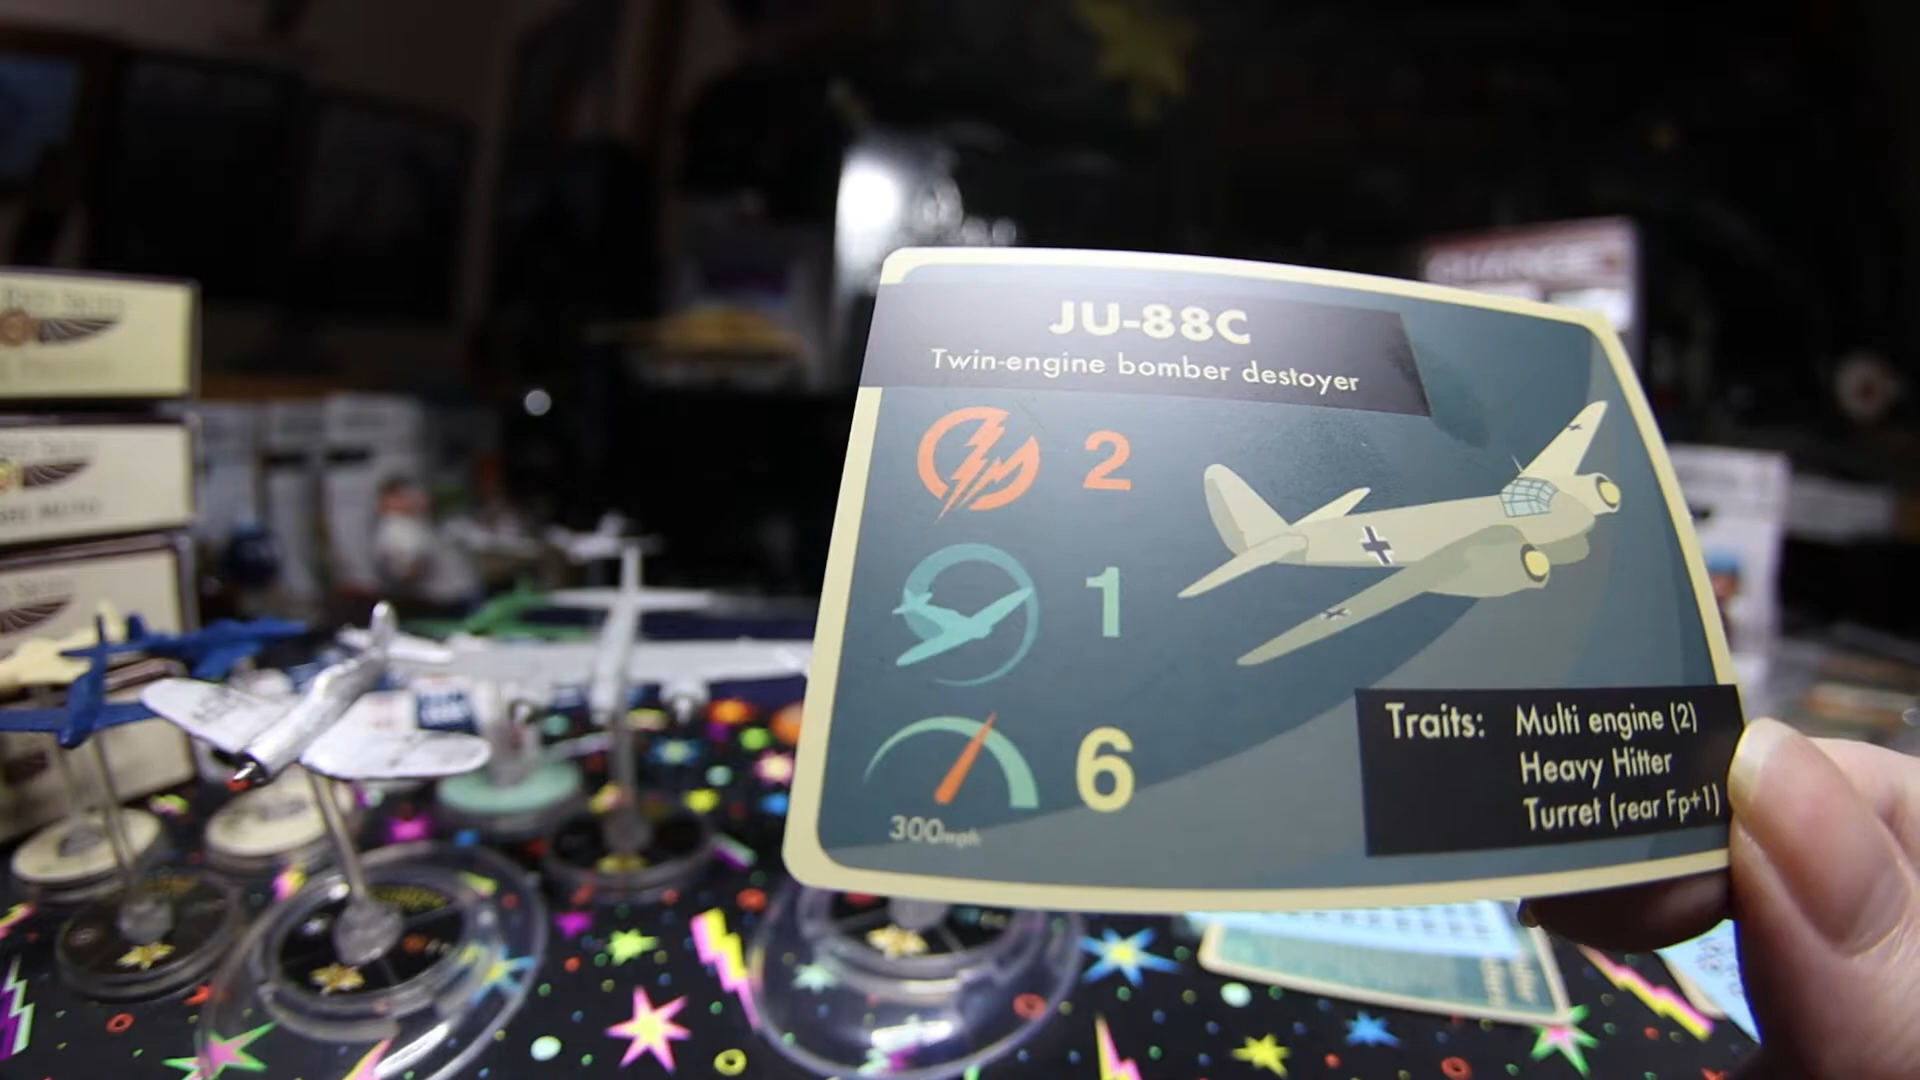 JU-88C
Twin-engine bomber destoyer
2
1
6
300mph
Traits: Multi engine (2)
Heavy Hitter
Turret (rear Fp+1)